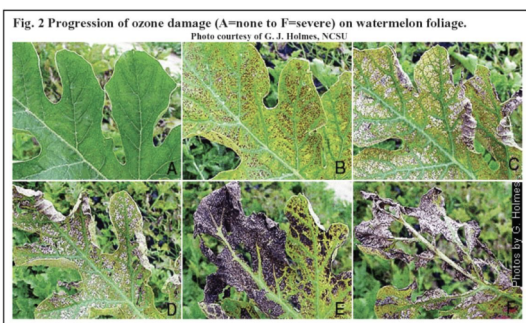 Fig. 2 Progression of ozone damage (A=none to F=severe) on watermelon foliage.
Photo courtesy of G. J. Holmes, NCSU
A
B
C
D
E
F
Photos by G. Holmes